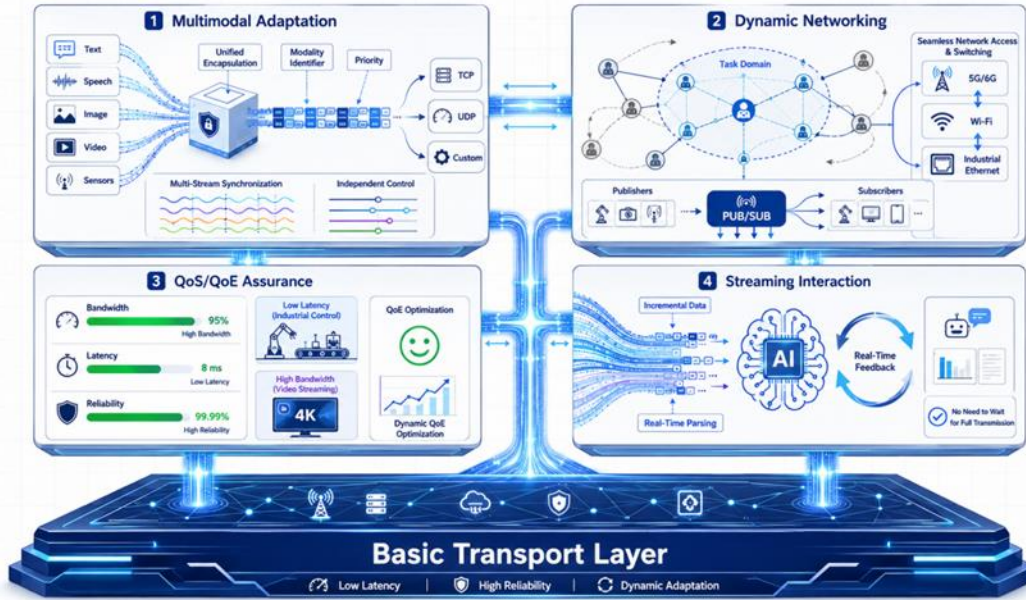 1 Multimodal Adaptation
Text
Speech
Image
Video
Sensors
Unified
Encapsulation
Modality
Identifier
Priority
...
TCP
UDP
Custom
Multi-Stream Synchronization
Independent Control
2 Dynamic Networking
Task Domain
Seamless Network Access
& Switching
5G/6G
Wi-Fi
Industrial
Ethernet
Publishers
...
PUB/SUB
Subscribers
...
3 QoS/QoE Assurance
Bandwidth
95%
High Bandwidth
Latency
8 ms
Low Latency
Reliability
99.99%
High Reliability
Low Latency
(Industrial Control)
High Bandwidth
(Video Streaming)
4K
QoE Optimization
Dynamic QoE
Optimization
4 Streaming Interaction
Incremental Data
Real-Time Parsing
AI
Real-Time
Feedback
No Need to Wait
for Full Transmission
Basic Transport Layer
Low Latency | High Reliability | Dynamic Adaptation